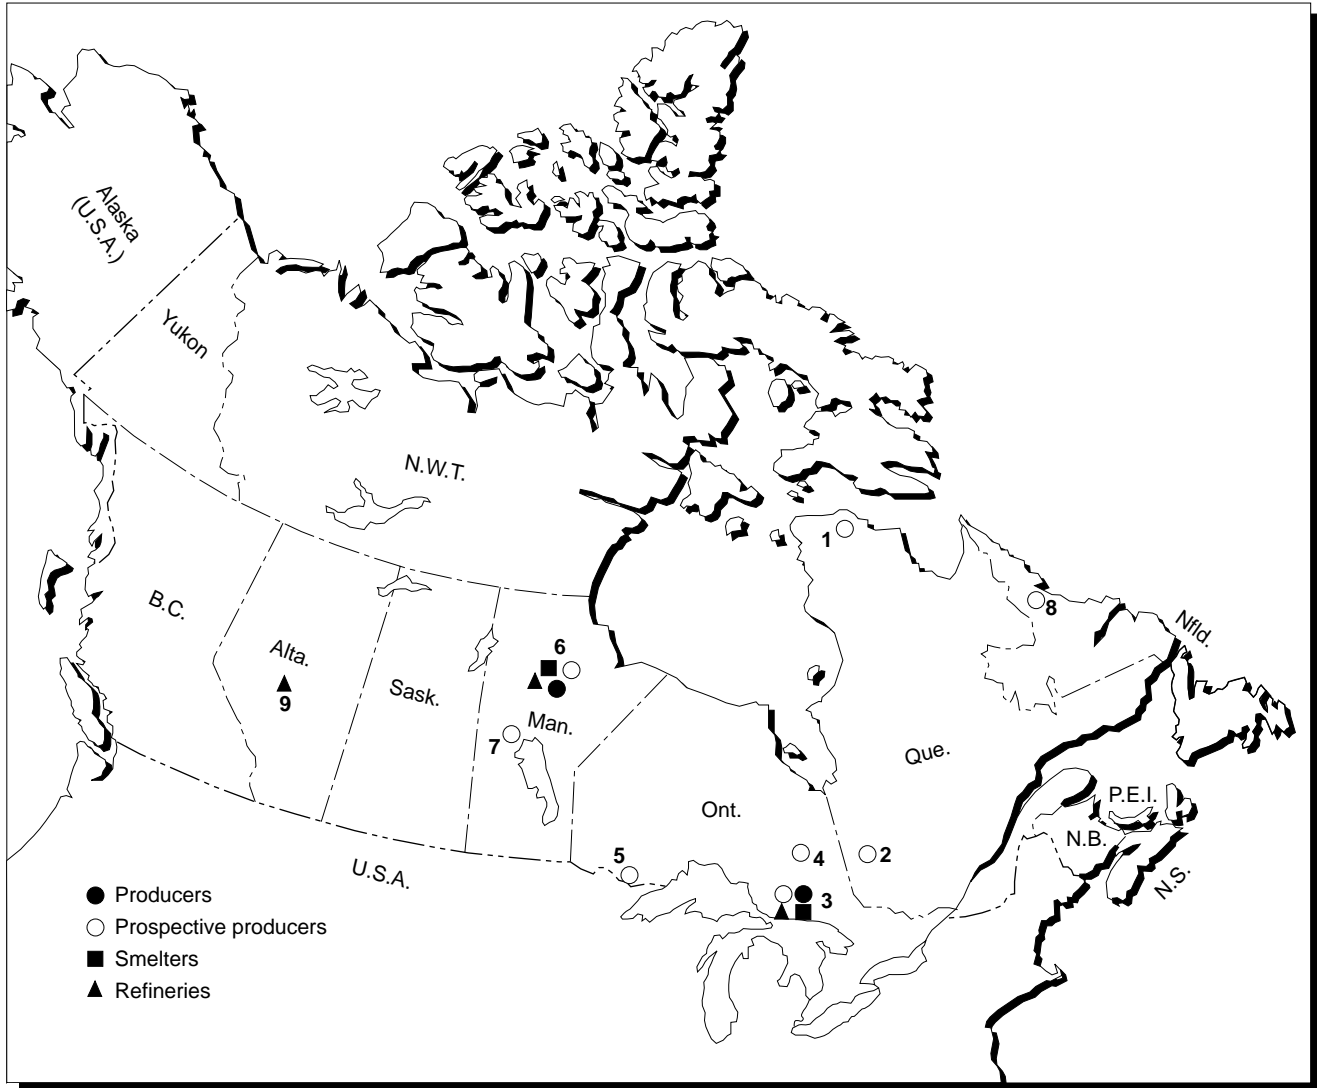 Alaska
(U.S.A.)
Yukon
N.W.T.
1
B.C.
8
Nfld.
Alta.
6
9
Sask.
Man.
7
Que.
P.E.I.
Ont.
N.B.
4
2
5
U.S.A.
N.S.
3
Producers
Prospective producers
Smelters
Refineries